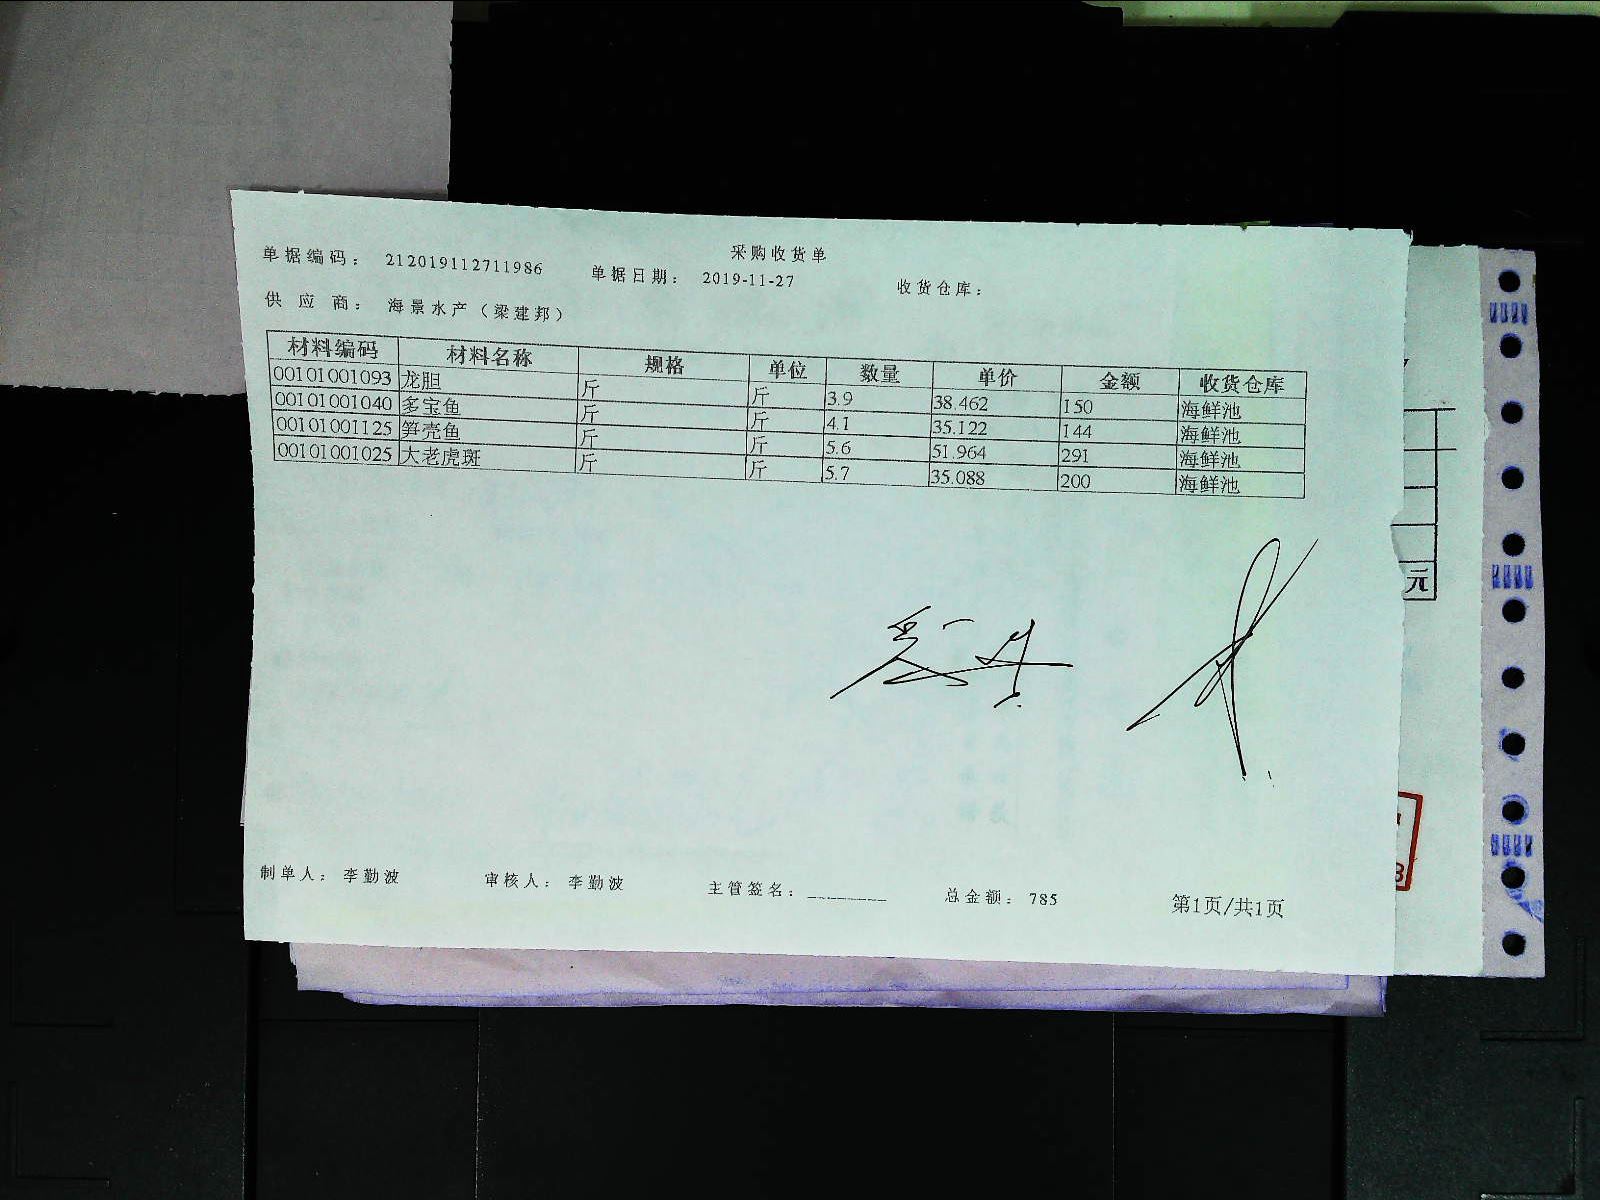 采购收货单
单据编码： 212019112711986 单据日期： 2019-11-27 收货仓库：
供 应 商： 海景水产（梁建邦）
材料编码 材料名称 规格 单位 数量 单价 金额 收货仓库
00101001093 龙胆 斤 斤 3.9 38.462 150 海鲜池
00101001040 多宝鱼 斤 斤 4.1 35.122 144 海鲜池
00101001125 笋壳鱼 斤 斤 5.6 51.964 291 海鲜池
00101001025 大老虎斑 斤 斤 5.7 35.088 200 海鲜池
元
制单人： 李勤波 审核人： 李勤波 主管签名：________ 总金额： 785 第1页/共1页